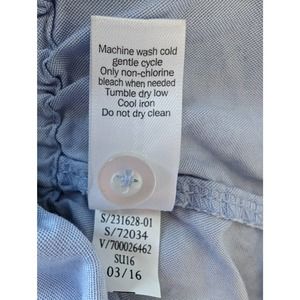 Machine wash cold
gentle cycle
Only non-chlorine
bleach when needed
Tumble dry low
Cool iron
Do not dry clean
S/231628-01
S/72034
V/700026462
SU16
03/16